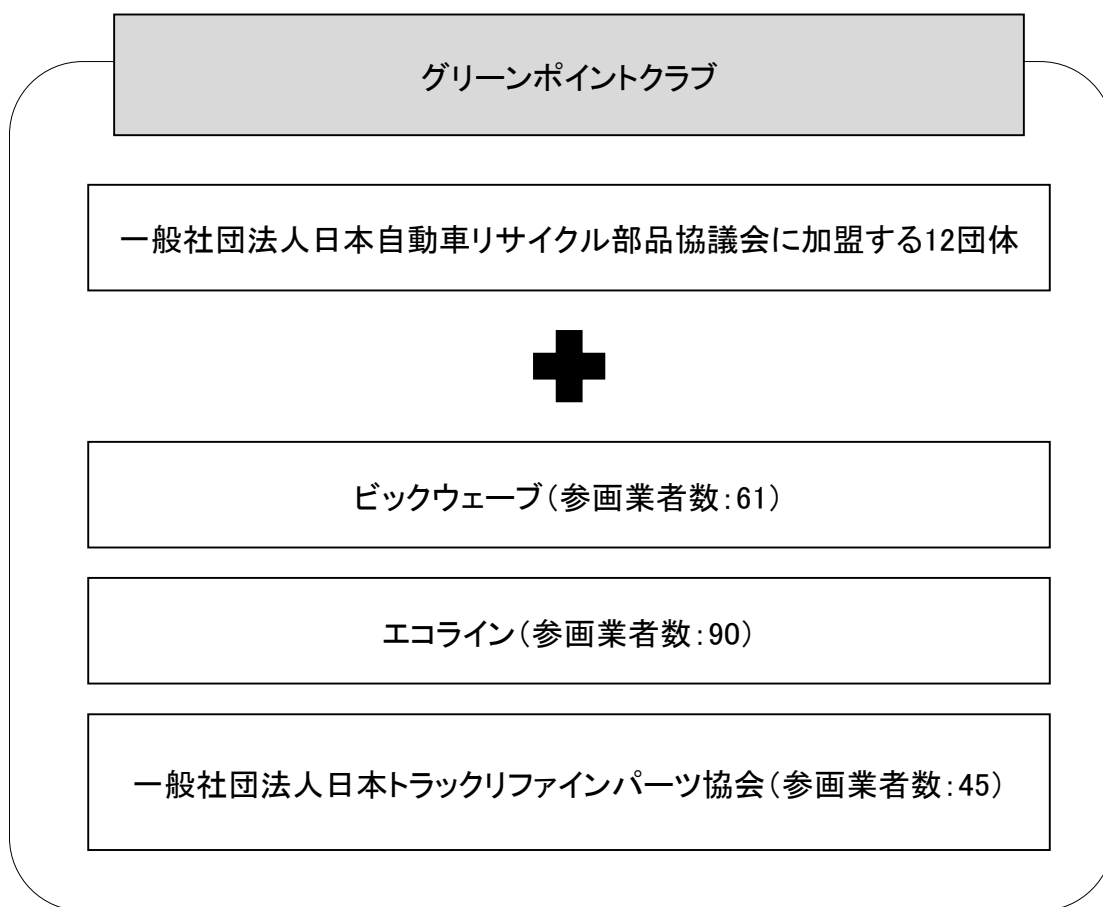 グリーンポイントクラブ
一般社団法人日本自動車リサイクル部品協議会に加盟する12団体
ビックウェーブ（参画業者数：61）
エコライン（参画業者数：90）
一般社団法人日本トラックリファインパーツ協会（参画業者数：45）